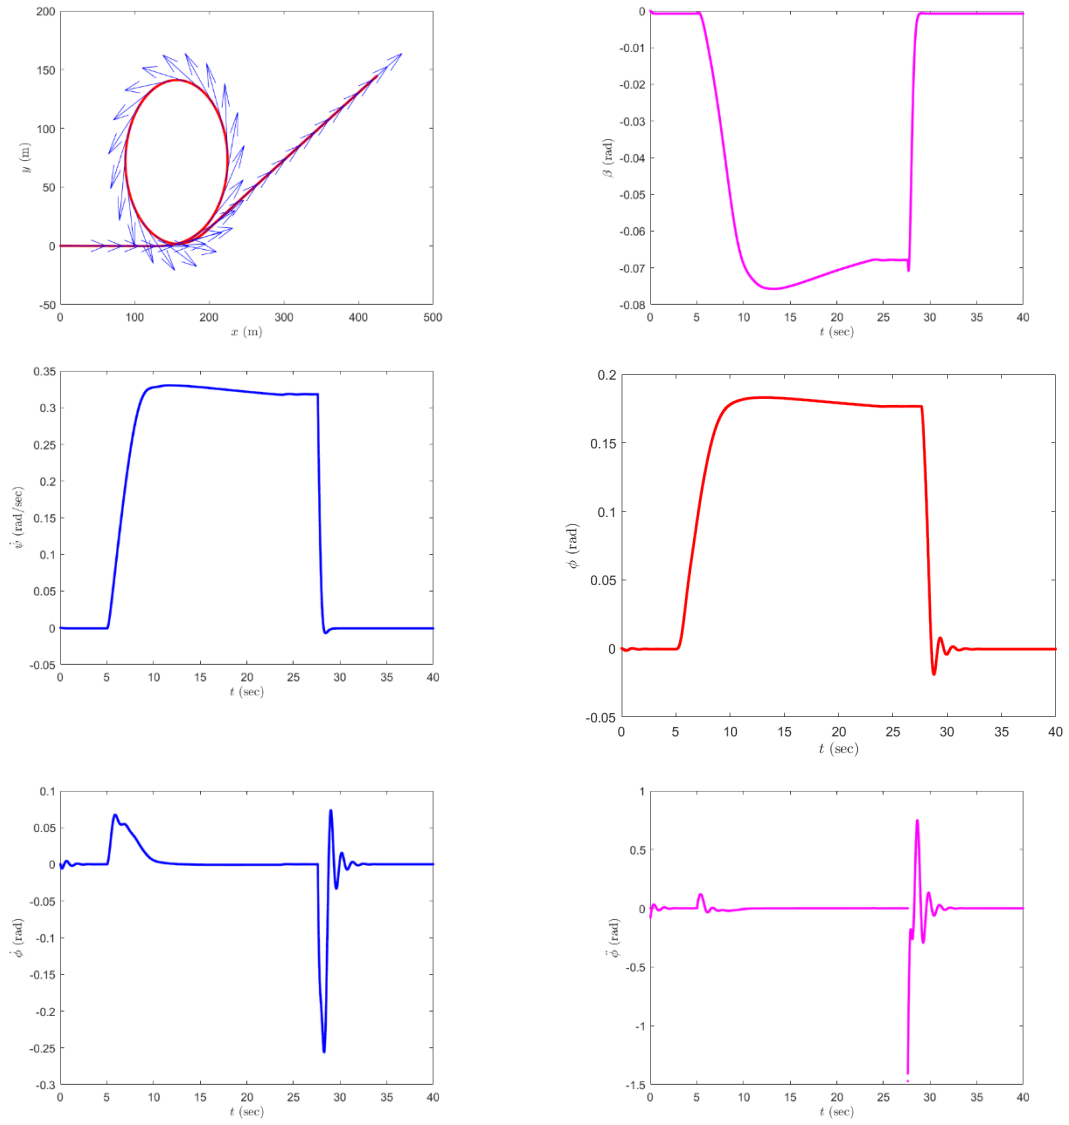 200
150
100
50
0
-50
y (m)
0 100 200 300 400 500
x (m)
0
-0.01
-0.02
-0.03
-0.04
-0.05
-0.06
-0.07
-0.08
β (rad)
0 5 10 15 20 25 30 35 40
t (sec)
0.35
0.3
0.25
0.2
0.15
0.1
0.05
0
-0.05
ψ̇ (rad/sec)
0 5 10 15 20 25 30 35 40
t (sec)
0.2
0.15
0.1
0.05
0
-0.05
ϕ (rad)
0 5 10 15 20 25 30 35 40
t (sec)
0.1
0.05
0
-0.05
-0.1
-0.15
-0.2
-0.25
-0.3
ϕ̇ (rad)
0 5 10 15 20 25 30 35 40
t (sec)
1
0.5
0
-0.5
-1
-1.5
ϕ̈ (rad)
0 5 10 15 20 25 30 35 40
t (sec)